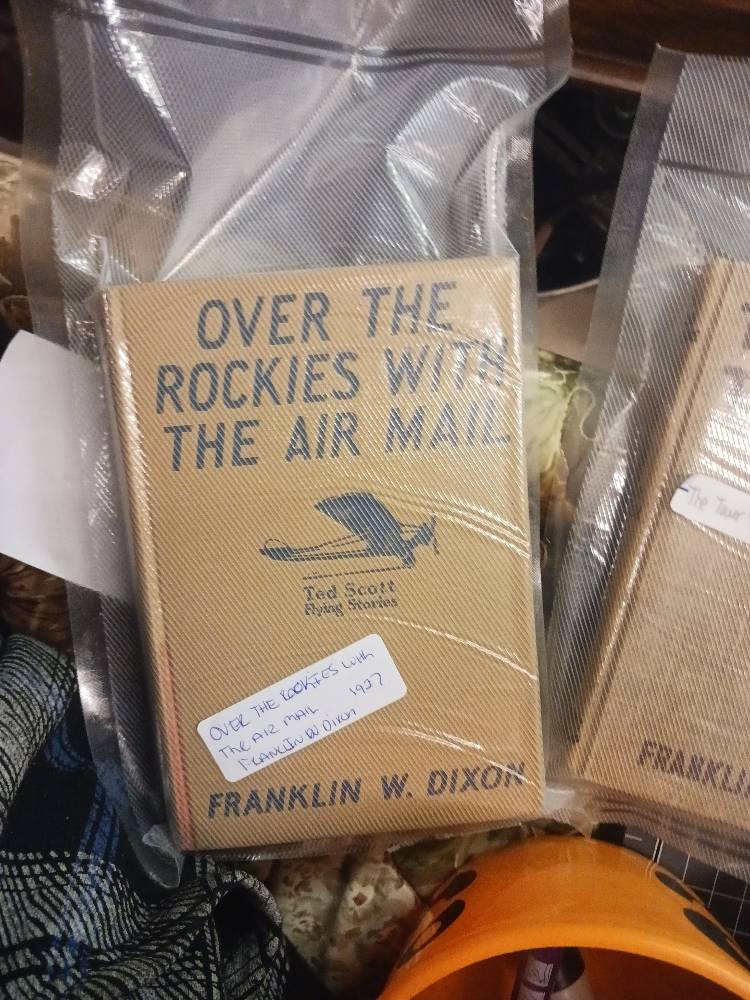 OVER THE
ROCKIES WITH
THE AIR MAIL
Ted Scott
Flying Stories
OVER THE ROCKIES WITH
THE AIR MAIL 1927
FRANKLIN W Dixon
FRANKLIN W. DIXON
The
FRANKLI